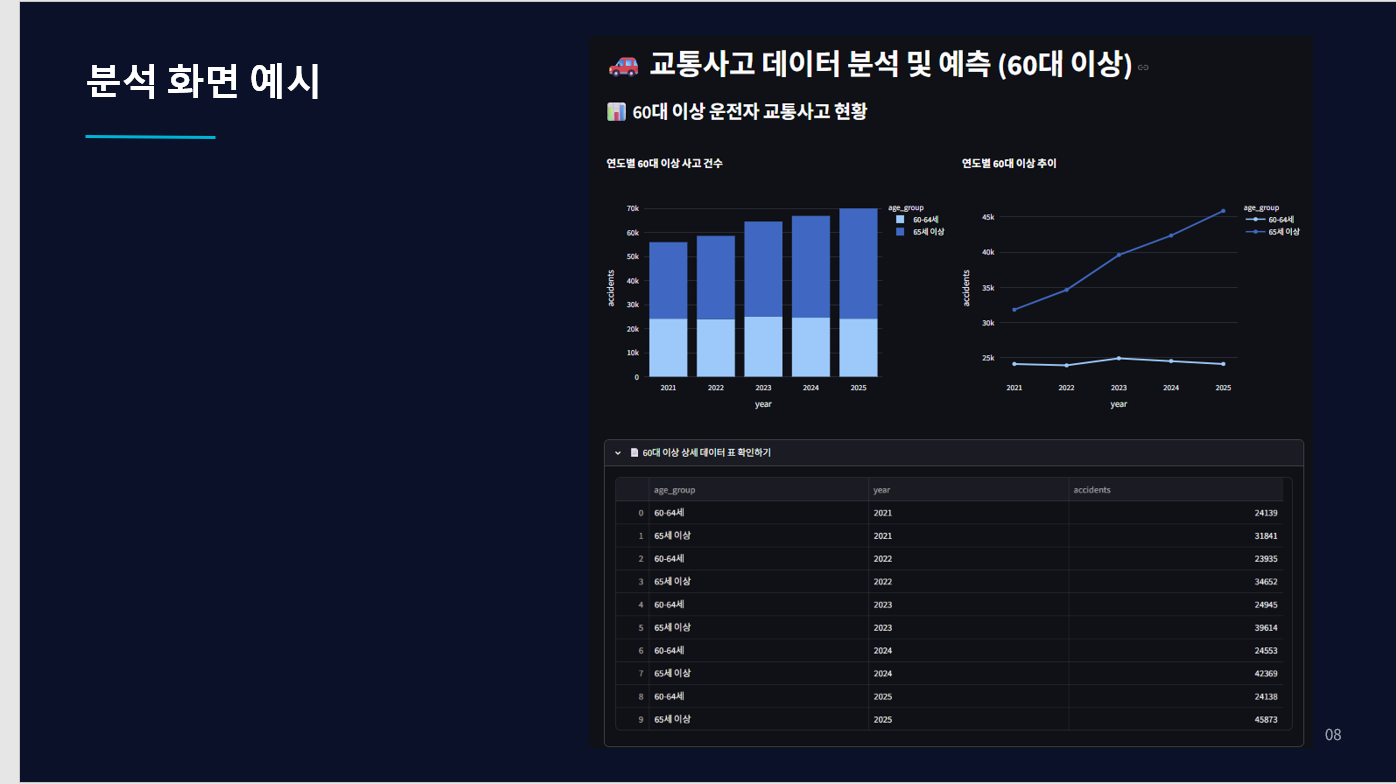 분석 화면 예시
🚗 교통사고 데이터 분석 및 예측 (60대 이상)
📊 60대 이상 운전자 교통사고 현황
연도별 60대 이상 사고 건수
70k
60k
50k
40k
30k
20k
10k
0
accidents
2021 2022 2023 2024 2025
year
age_group
60-64세
65세 이상
연도별 60대 이상 추이
45k
40k
35k
30k
25k
accidents
2021 2022 2023 2024 2025
year
age_group
60-64세
65세 이상
60대 이상 상세 데이터 표 확인하기
age_group year accidents
0 60-64세 2021 24139
1 65세 이상 2021 31841
2 60-64세 2022 23935
3 65세 이상 2022 34652
4 60-64세 2023 24945
5 65세 이상 2023 39614
6 60-64세 2024 24553
7 65세 이상 2024 42369
8 60-64세 2025 24138
9 65세 이상 2025 45873
08